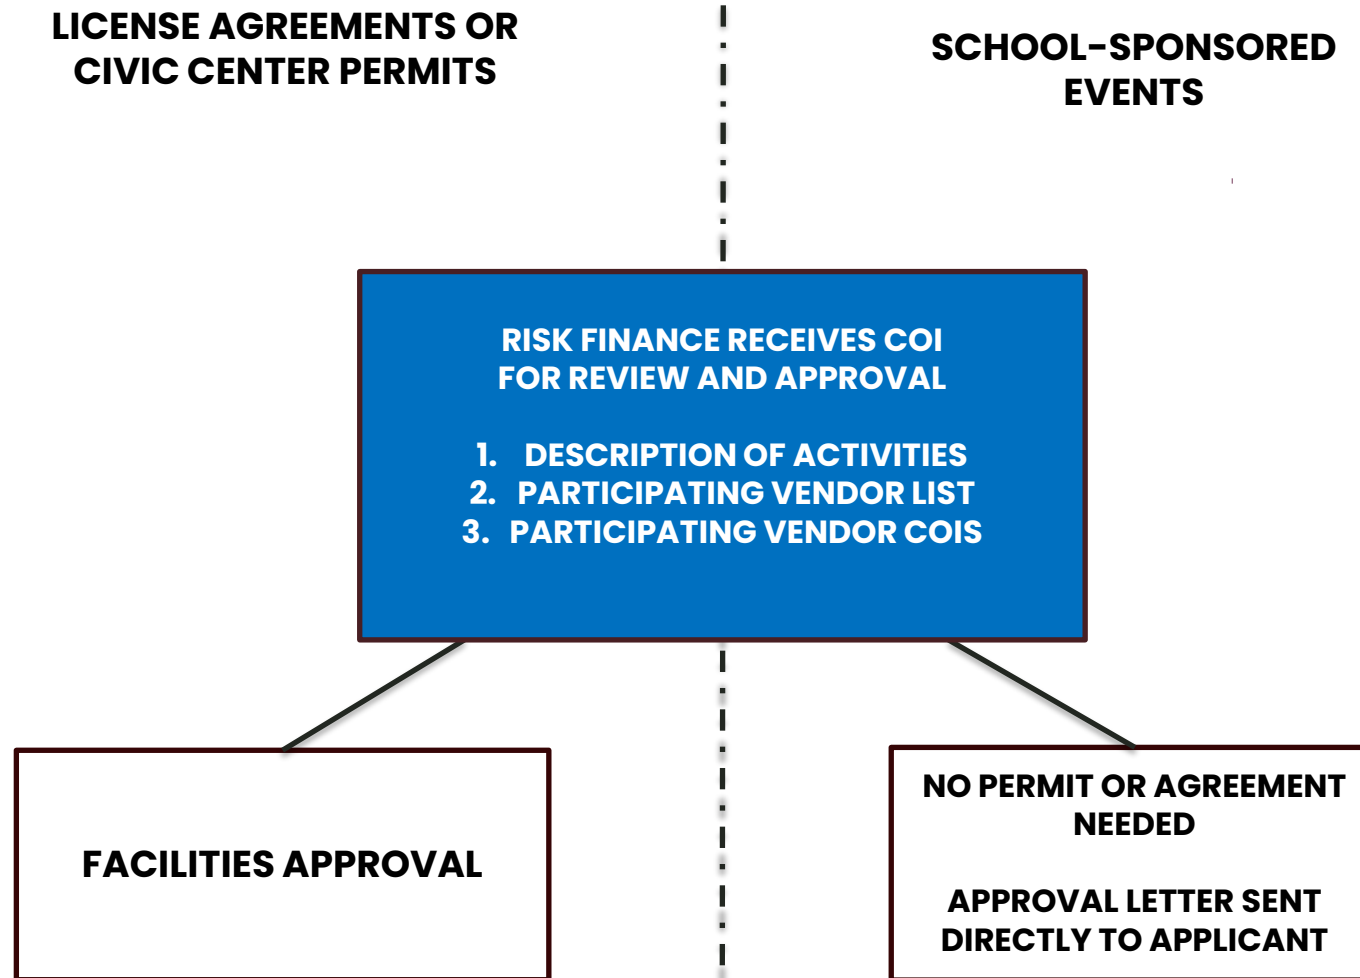 LICENSE AGREEMENTS OR
CIVIC CENTER PERMITS
SCHOOL-SPONSORED
EVENTS
RISK FINANCE RECEIVES COI
FOR REVIEW AND APPROVAL
1. DESCRIPTION OF ACTIVITIES
2. PARTICIPATING VENDOR LIST
3. PARTICIPATING VENDOR COIS
FACILITIES APPROVAL
NO PERMIT OR AGREEMENT
NEEDED
APPROVAL LETTER SENT
DIRECTLY TO APPLICANT